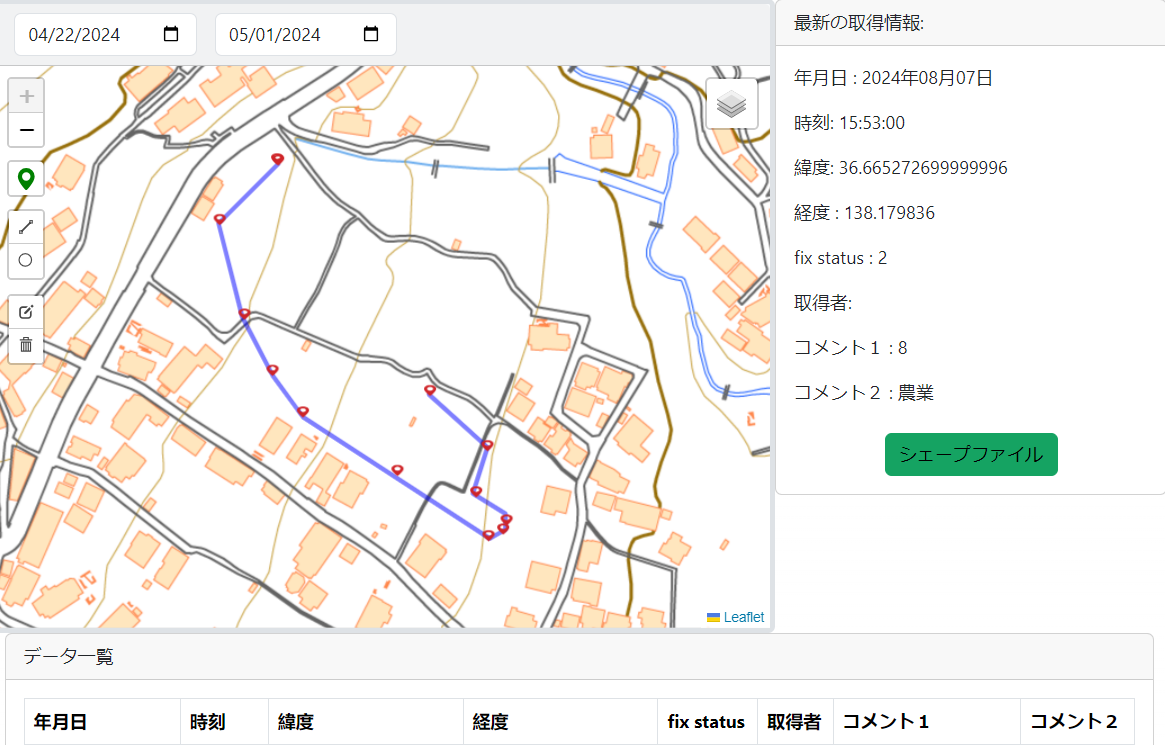 04/22/2024 05/01/2024
最新の取得情報:
年月日 : 2024年08月07日
時刻: 15:53:00
緯度: 36.665272699999996
経度 : 138.179836
fix status : 2
取得者:
コメント１ : 8
コメント２ : 農業
シェープファイル
+
−
Leaflet
データ一覧
年月日 時刻 緯度 経度 fix status 取得者 コメント１ コメント２